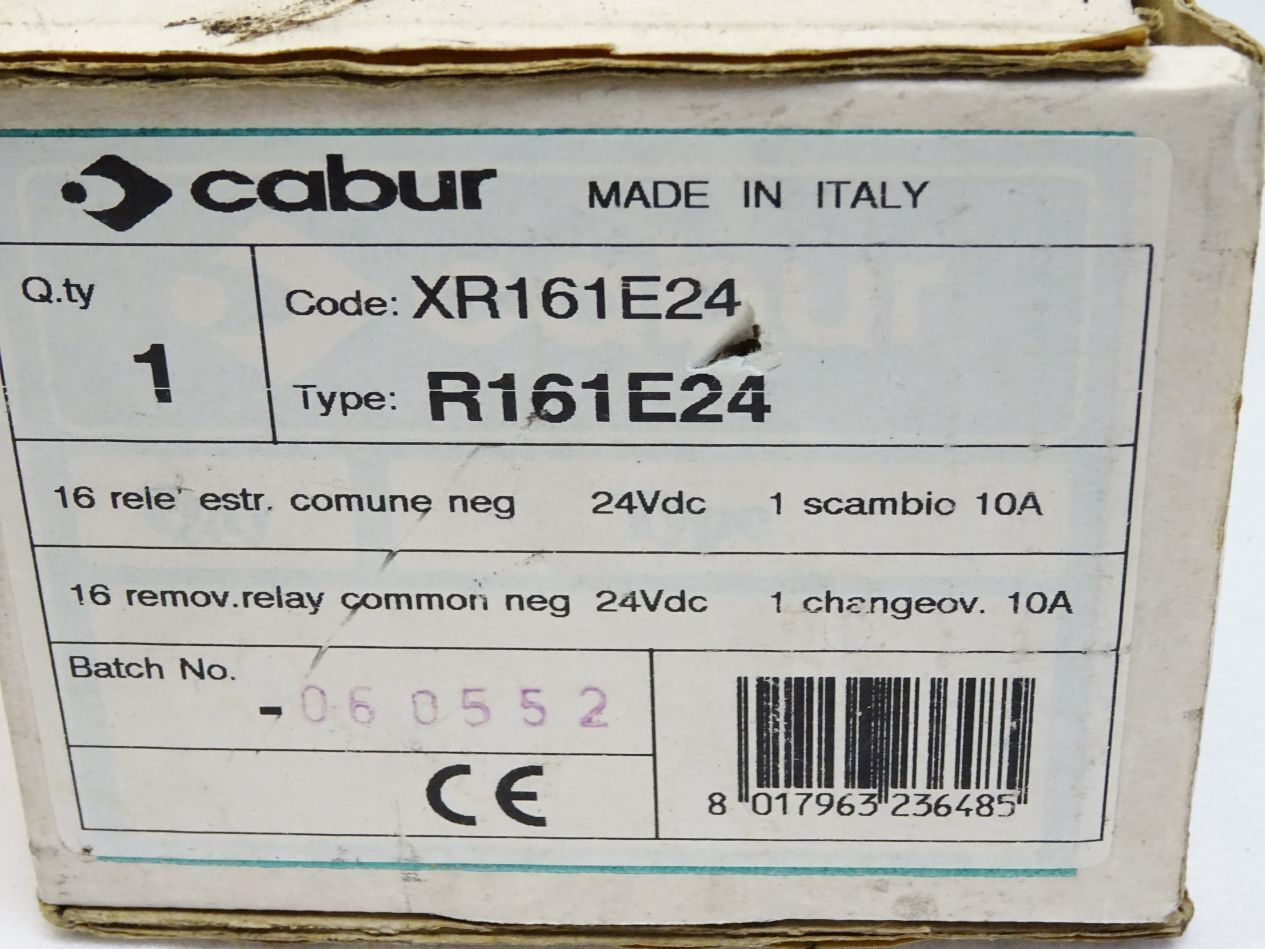 cabur MADE IN ITALY
Q.ty
1
Code: XR161E24
Type: R161E24
16 rele' estr. comune neg 24Vdc 1 scambio 10A
16 remov.relay common neg 24Vdc 1 changeov. 10A
Batch No.
-060552
CE
8 017963 236485